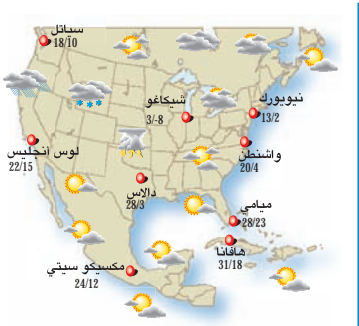 سياتل
18/10
شيكاغو
3/-8
نيويورك
13/2
لوس انجليس
22/15
واشنطن
20/4
دالاس
28/3
ميامي
28/23
هافانا
31/18
مكسيكو سيتي
24/12